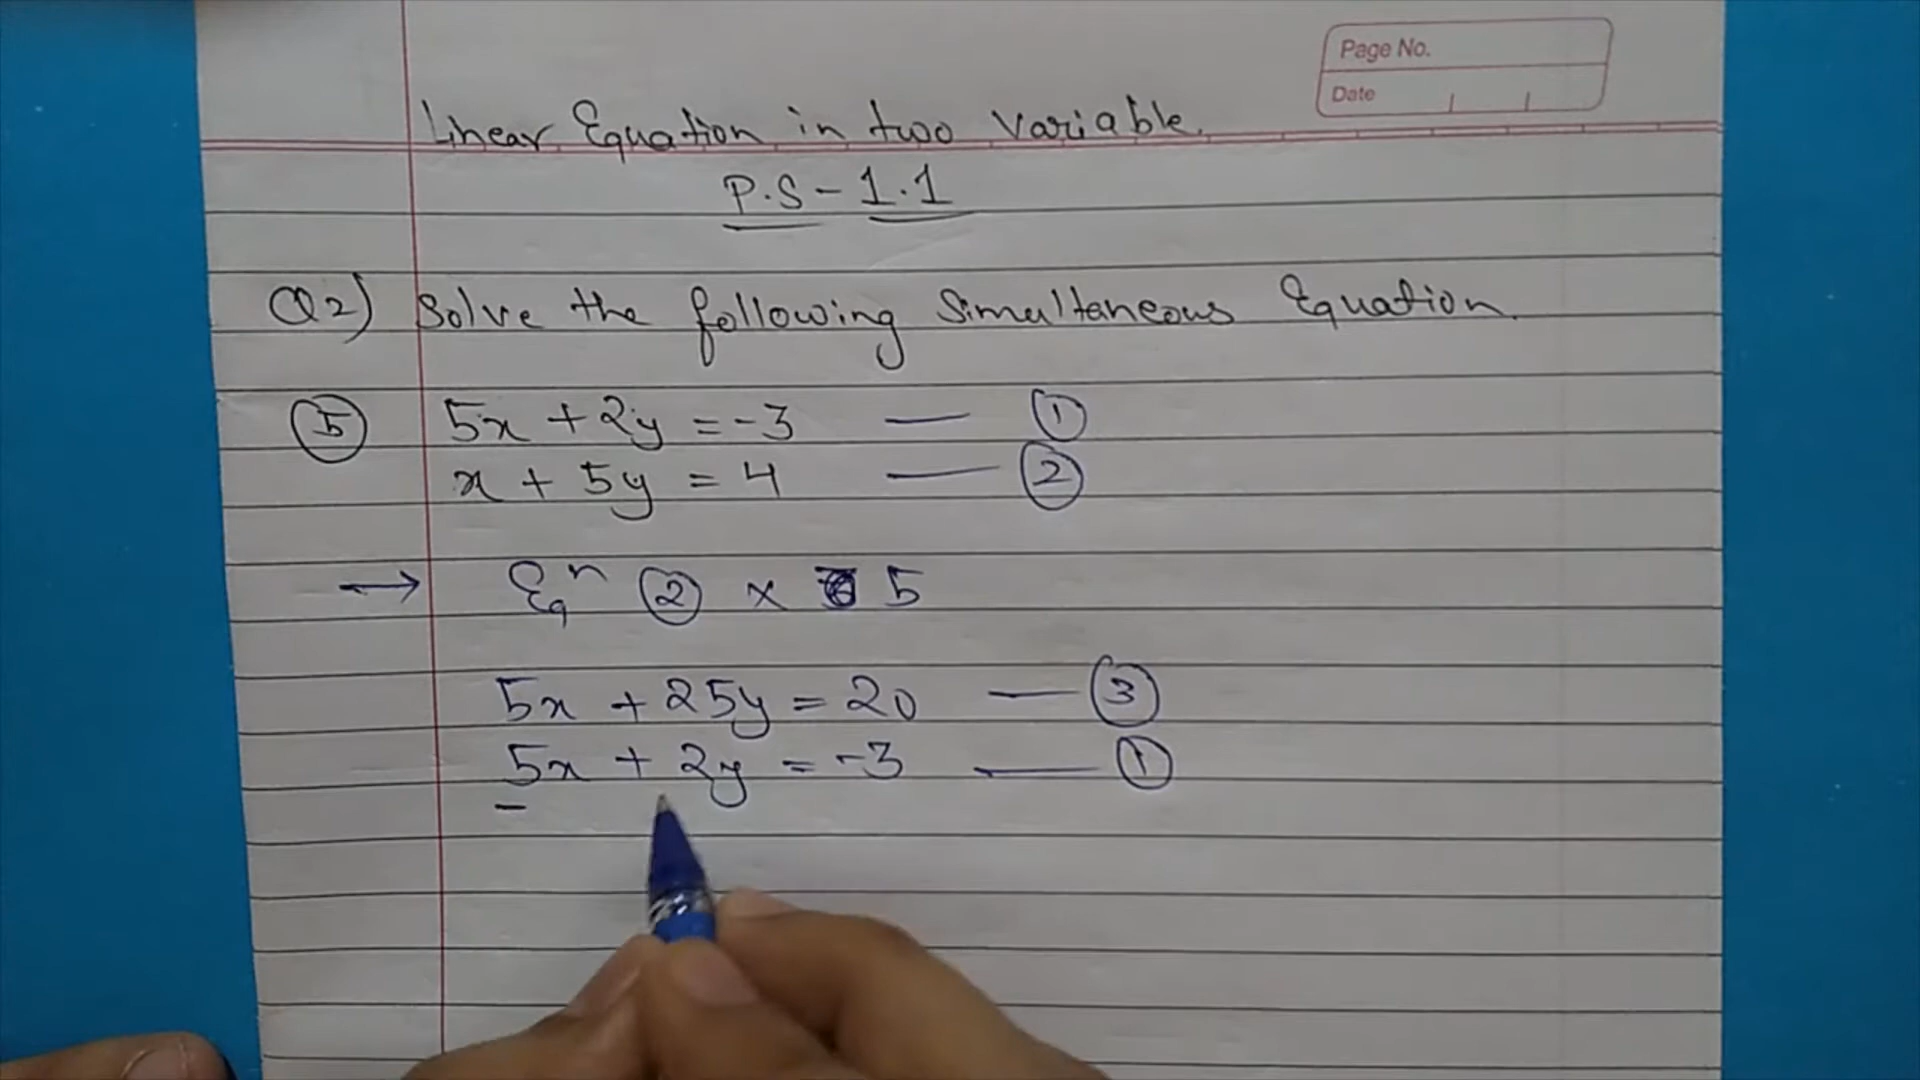 Page No.
Date
Linear Equation in two Variable.
P.S - 1.1
Q2) Solve the following Simultaneous Equation.
⑤ 5x + 2y = -3 — ①
x + 5y = 4 — ②
→ Eqⁿ ② × 5
5x + 25y = 20 — ③
5x + 2y = -3 — ①
-